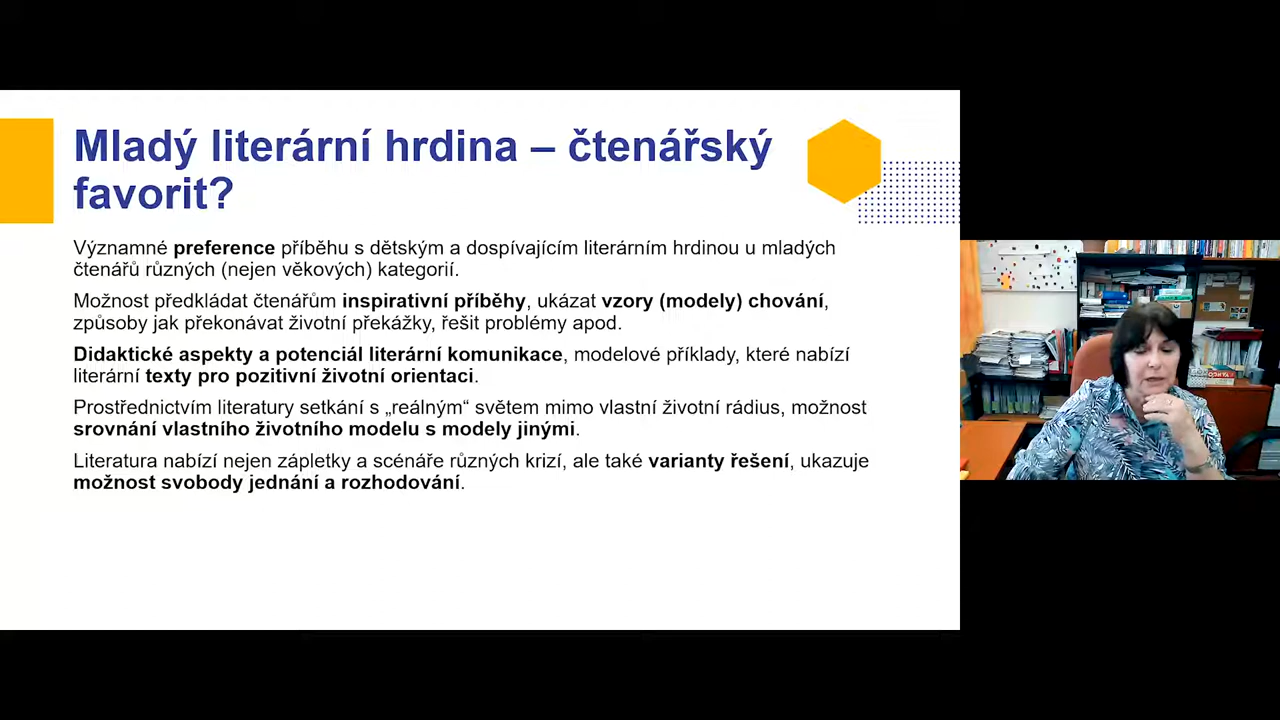 Mladý literární hrdina – čtenářský
favorit?
Významné preference příběhu s dětským a dospívajícím literárním hrdinou u mladých
čtenářů různých (nejen věkových) kategorií.
Možnost předkládat čtenářům inspirativní příběhy, ukázat vzory (modely) chování,
způsoby jak překonávat životní překážky, řešit problémy apod.
Didaktické aspekty a potenciál literární komunikace, modelové příklady, které nabízí
literární texty pro pozitivní životní orientaci.
Prostřednictvím literatury setkání s „reálným“ světem mimo vlastní životní rádius, možnost
srovnání vlastního životního modelu s modely jinými.
Literatura nabízí nejen zápletky a scénáře různých krizí, ale také varianty řešení, ukazuje
možnost svobody jednání a rozhodování.